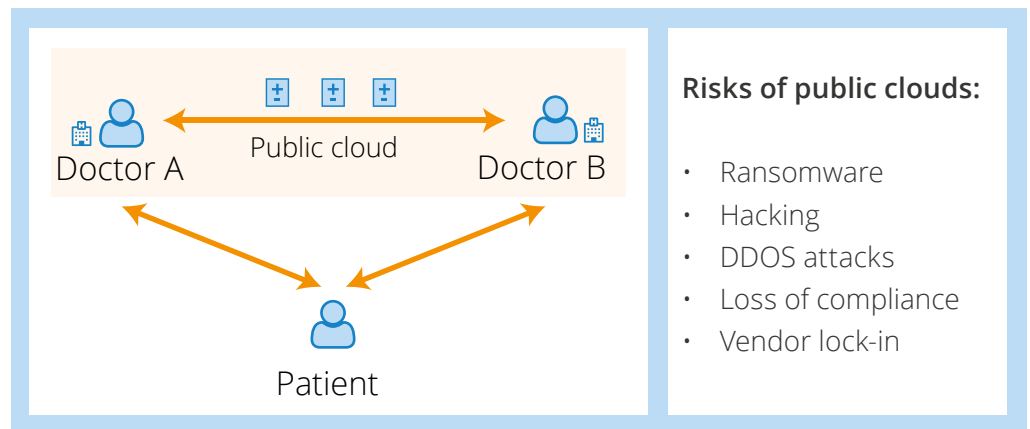 Public cloud
Doctor A
Doctor B
Patient
Risks of public clouds:
• Ransomware
• Hacking
• DDOS attacks
• Loss of compliance
• Vendor lock-in